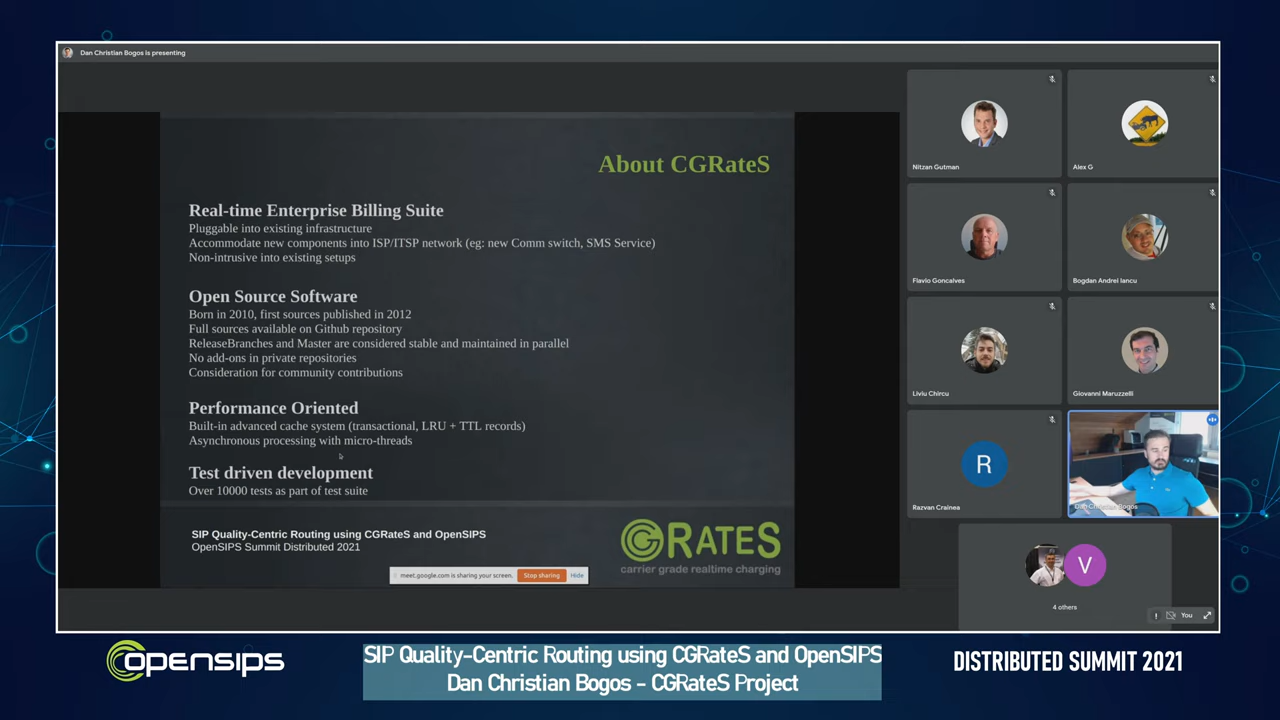 Dan Christian Bogos is presenting
About CGRateS
Real-time Enterprise Billing Suite
Pluggable into existing infrastructure
Accommodate new components into ISP/ITSP network (eg: new Comm switch, SMS Service)
Non-intrusive into existing setups
Open Source Software
Born in 2010, first sources published in 2012
Full sources available on Github repository
ReleaseBranches and Master are considered stable and maintained in parallel
No add-ons in private repositories
Consideration for community contributions
Performance Oriented
Built-in advanced cache system (transactional, LRU + TTL records)
Asynchronous processing with micro-threads
Test driven development
Over 10000 tests as part of test suite
SIP Quality-Centric Routing using CGRateS and OpenSIPS
OpenSIPS Summit Distributed 2021
CGRATES
carrier grade realtime charging
meet.google.com is sharing your screen.
Stop sharing
Hide
Nitzan Gutman
Alex G
Flavio Goncalves
Bogdan Andrei Iancu
Liviu Chircu
Giovanni Maruzzelli
R
Razvan Crainea
Dan Christian Bogos
V
4 others
You
opensips
SIP Quality-Centric Routing using CGRateS and OpenSIPS
Dan Christian Bogos - CGRateS Project
DISTRIBUTED SUMMIT 2021